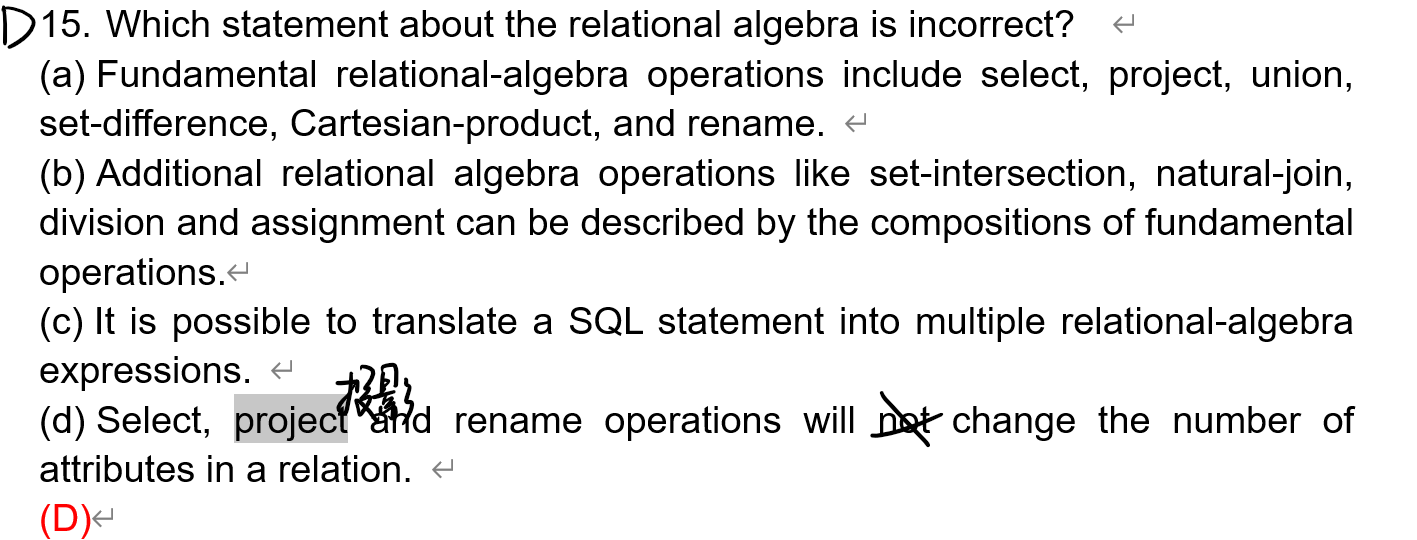 D15. Which statement about the relational algebra is incorrect? ↵
(a) Fundamental relational-algebra operations include select, project, union,
set-difference, Cartesian-product, and rename. ↵
(b) Additional relational algebra operations like set-intersection, natural-join,
division and assignment can be described by the compositions of fundamental
operations.↵
(c) It is possible to translate a SQL statement into multiple relational-algebra
expressions. ↵
投影
(d) Select, project and rename operations will not change the number of
attributes in a relation. ↵
(D)↵